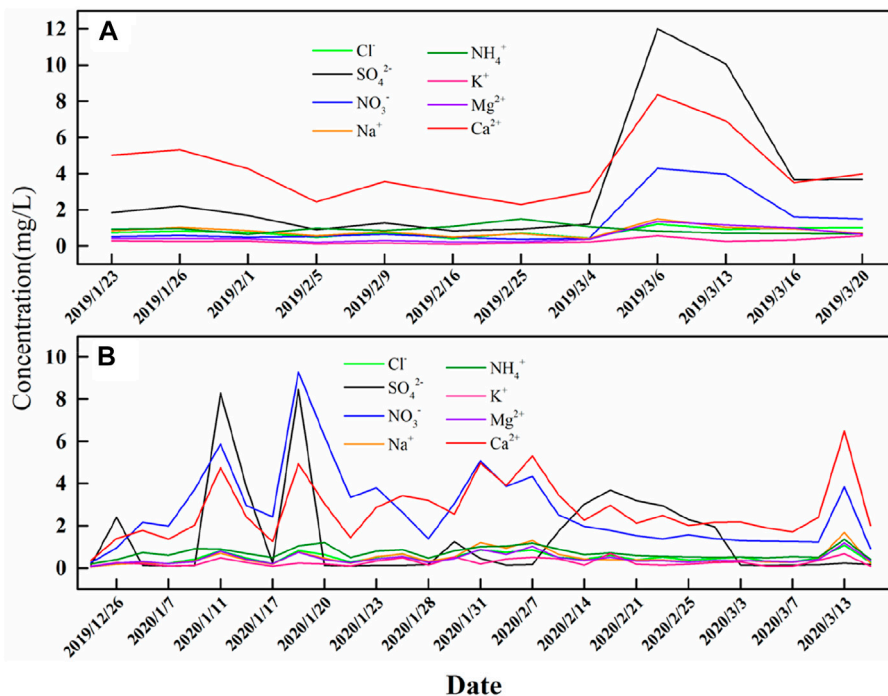 A
Cl⁻
SO₄²⁻
NO₃⁻
Na⁺
NH₄⁺
K⁺
Mg²⁺
Ca²⁺
12
10
8
6
4
2
0
2019/1/23
2019/1/26
2019/2/1
2019/2/5
2019/2/9
2019/2/16
2019/2/25
2019/3/4
2019/3/6
2019/3/13
2019/3/16
2019/3/20
Concentration(mg/L)
B
Cl⁻
SO₄²⁻
NO₃⁻
Na⁺
NH₄⁺
K⁺
Mg²⁺
Ca²⁺
10
8
6
4
2
0
2019/12/26
2020/1/7
2020/1/11
2020/1/17
2020/1/20
2020/1/23
2020/1/28
2020/1/31
2020/2/7
2020/2/14
2020/2/19
2020/2/25
2020/3/3
2020/3/7
2020/3/13
Date